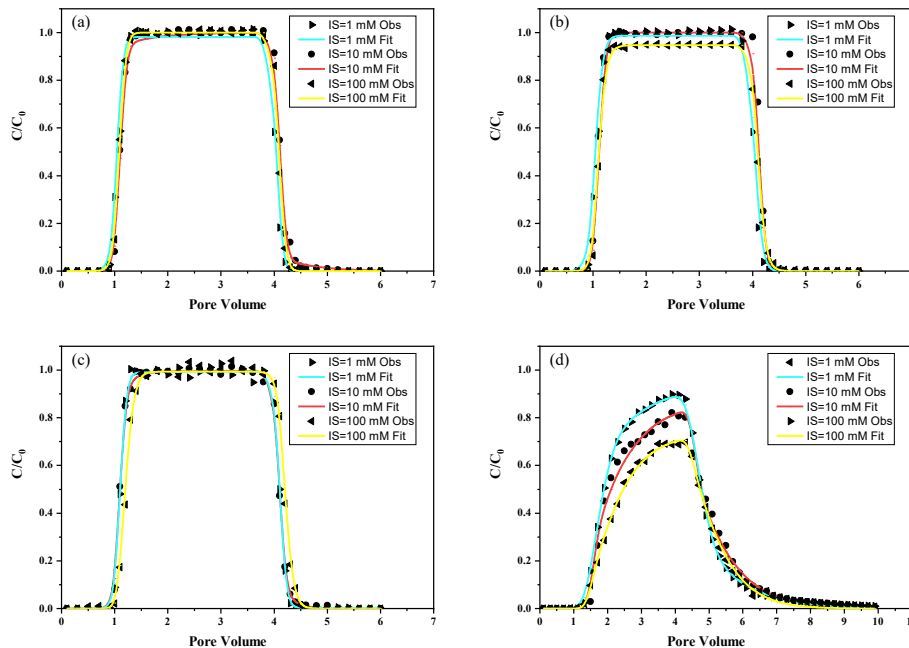 (a)
IS=1 mM Obs
IS=1 mM Fit
IS=10 mM Obs
IS=10 mM Fit
IS=100 mM Obs
IS=100 mM Fit
C/C0
1.0
0.8
0.6
0.4
0.2
0.0
0 1 2 3 4 5 6 7
Pore Volume
(b)
IS=1 mM Obs
IS=1 mM Fit
IS=10 mM Obs
IS=10 mM Fit
IS=100 mM Obs
IS=100 mM Fit
C/C0
1.0
0.8
0.6
0.4
0.2
0.0
0 1 2 3 4 5 6 7
Pore Volume
(c)
IS=1 mM Obs
IS=1 mM Fit
IS=10 mM Obs
IS=10 mM Fit
IS=100 mM Obs
IS=100 mM Fit
C/C0
1.0
0.8
0.6
0.4
0.2
0.0
0 1 2 3 4 5 6 7
Pore Volume
(d)
IS=1 mM Obs
IS=1 mM Fit
IS=10 mM Obs
IS=10 mM Fit
IS=100 mM Obs
IS=100 mM Fit
C/C0
1.0
0.8
0.6
0.4
0.2
0.0
0 1 2 3 4 5 6 7 8 9 10
Pore Volume